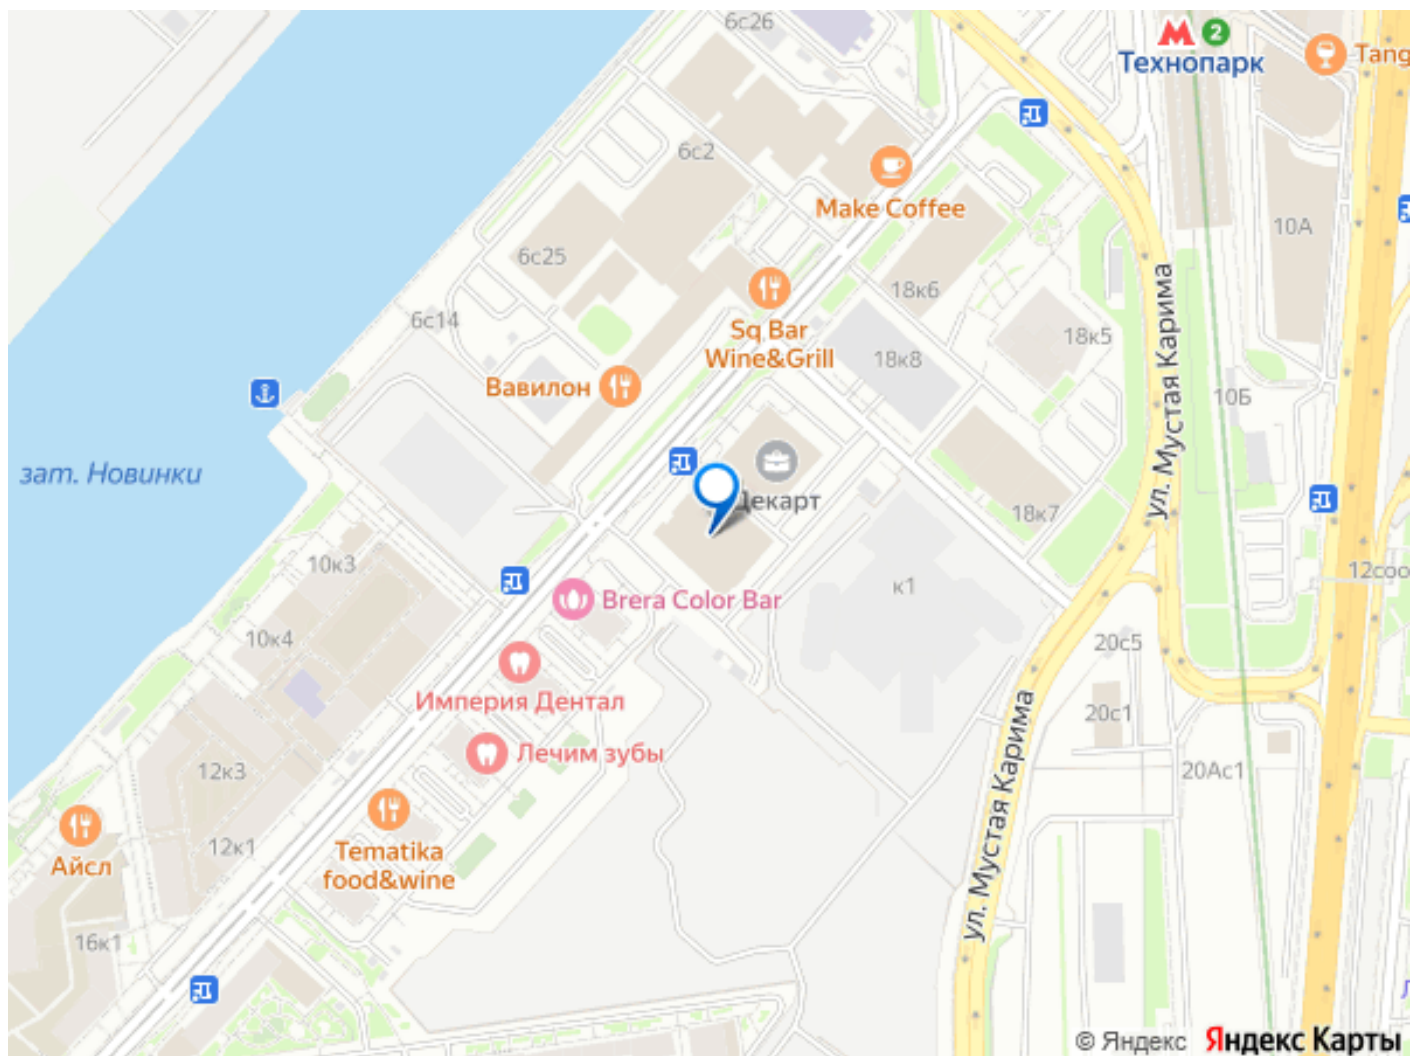 6с26
2
Технопарк
Tang
6с2
Make Coffee
10А
6с25
18к6
6с14
Sq Bar
Wine&Grill
18к5
18к8
ул. Мустая Карима
Вавилон
10Б
зат. Новинки
Декарт
18к7
10к3
12соо
к1
Brera Color Bar
10к4
20с5
Империя Дентал
20с1
ул. Мустая Карима
Лечим зубы
12к3
20Ас1
12к1
Айсл
Tematika
food&wine
16к1
© Яндекс Яндекс Карты